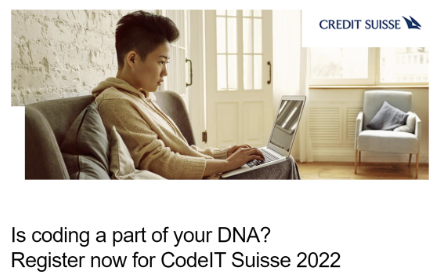 CREDIT SUISSE
Is coding a part of your DNA?
Register now for CodeIT Suisse 2022